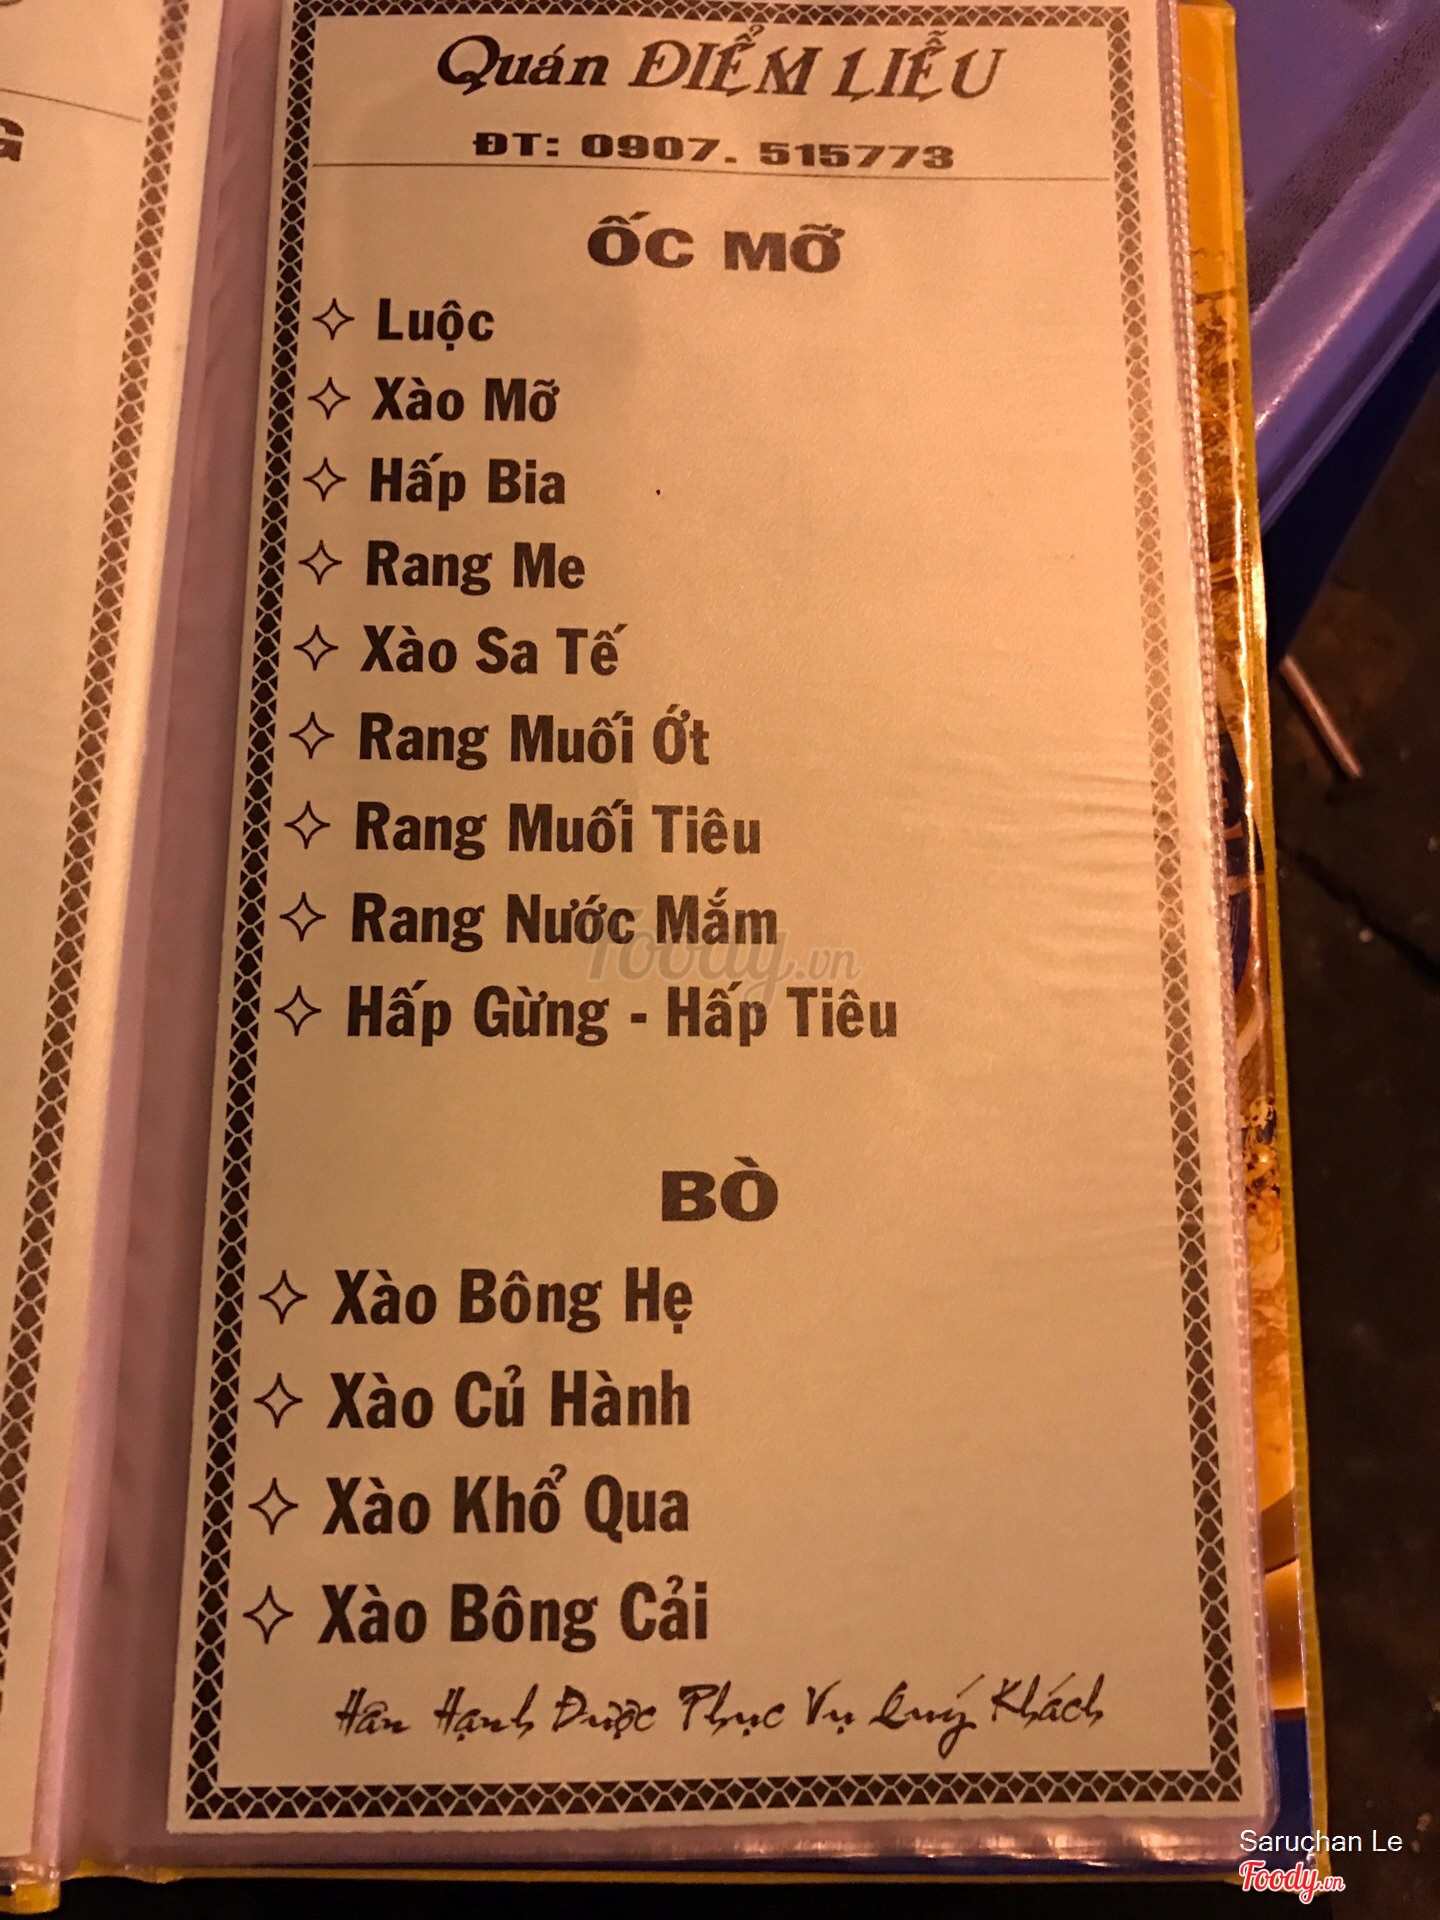 Quán ĐIỂM LIỄU
ĐT: 0907. 515773
ỐC MỠ
Luộc
Xào Mỡ
Hấp Bia
Rang Me
Xào Sa Tế
Rang Muối Ớt
Rang Muối Tiêu
Rang Nước Mắm
Foody.vn
Hấp Gừng - Hấp Tiêu
BÒ
Xào Bông Hẹ
Xào Củ Hành
Xào Khổ Qua
Xào Bông Cải
Hân Hạnh Được Phục Vụ Quý Khách
Saruchan Le
Foody.vn